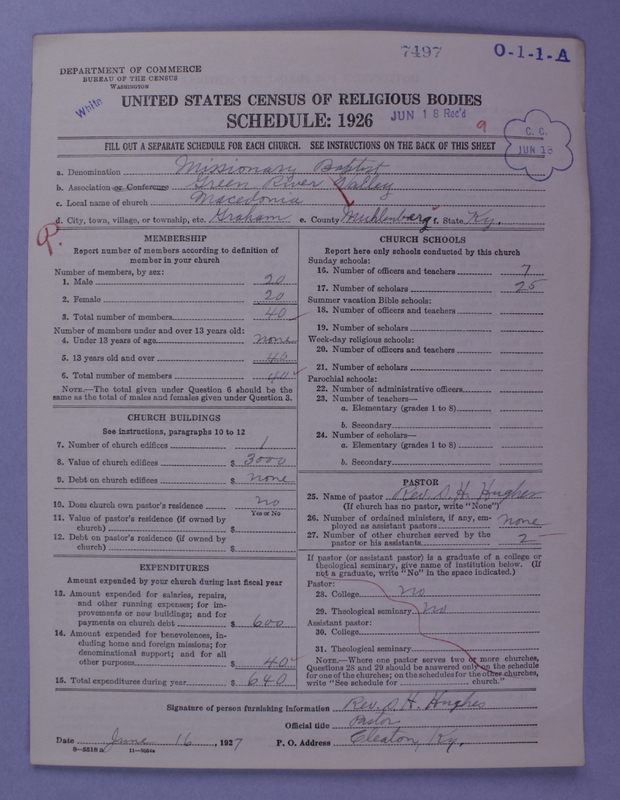 7497
O-1-1-A
DEPARTMENT OF COMMERCE
BUREAU OF THE CENSUS
WASHINGTON
White
UNITED STATES CENSUS OF RELIGIOUS BODIES
SCHEDULE: 1926
JUN 18 Rec'd
9
C. C.
JUN 18
FILL OUT A SEPARATE SCHEDULE FOR EACH CHURCH. SEE INSTRUCTIONS ON THE BACK OF THIS SHEET
a. Denomination Missionary Baptist
b. Association or Conference Green River Valley
c. Local name of church Macedonia
d. City, town, village, or township, etc. Graham e. County Muhlenberg f. State Ky.
P.
MEMBERSHIP
Report number of members according to definition of
member in your church
Number of members, by sex:
1. Male 20
2. Female 20
3. Total number of members 40
Number of members under and over 13 years old:
4. Under 13 years of age none
5. 13 years old and over 40
6. Total number of members 40
NOTE.—The total given under Question 6 should be the
same as the total of males and females given under Question 3.
CHURCH BUILDINGS
See instructions, paragraphs 10 to 12
7. Number of church edifices 1
8. Value of church edifices $ 3000
9. Debt on church edifices $ none
10. Does church own pastor's residence no
Yes or No
11. Value of pastor's residence (if owned by
church) $
12. Debt on pastor's residence (if owned by
church) $
EXPENDITURES
Amount expended by your church during last fiscal year
13. Amount expended for salaries, repairs,
and other running expenses; for im-
provements or new buildings; and for
payments on church debt $ 600
14. Amount expended for benevolences, in-
cluding home and foreign missions; for
denominational support; and for all
other purposes $ 40
15. Total expenditures during year $ 640
CHURCH SCHOOLS
Report here only schools conducted by this church
Sunday schools:
16. Number of officers and teachers 7
17. Number of scholars 25
Summer vacation Bible schools:
18. Number of officers and teachers
19. Number of scholars
Week-day religious schools:
20. Number of officers and teachers
21. Number of scholars
Parochial schools:
22. Number of administrative officers
23. Number of teachers—
a. Elementary (grades 1 to 8)
b. Secondary
24. Number of scholars—
a. Elementary (grades 1 to 8)
b. Secondary
PASTOR
25. Name of pastor Rev. O. H. Hughes
(If church has no pastor, write "None")
26. Number of ordained ministers, if any, em-
ployed as assistant pastors none
27. Number of other churches served by the
pastor or his assistants 2
If pastor (or assistant pastor) is a graduate of a college or
theological seminary, give name of institution below. (If
not a graduate, write "No" in the space indicated.)
Pastor:
28. College no
29. Theological seminary no
Assistant pastor:
30. College
31. Theological seminary
NOTE.—Where one pastor serves two or more churches,
Questions 28 and 29 should be answered only on the schedule
for one of the churches; on the schedules for the other churches,
write "See schedule for church."
Signature of person furnishing information Rev. O. H. Hughes
Official title Pastor
Date June 16, 1927 P. O. Address Cleaton, Ky.